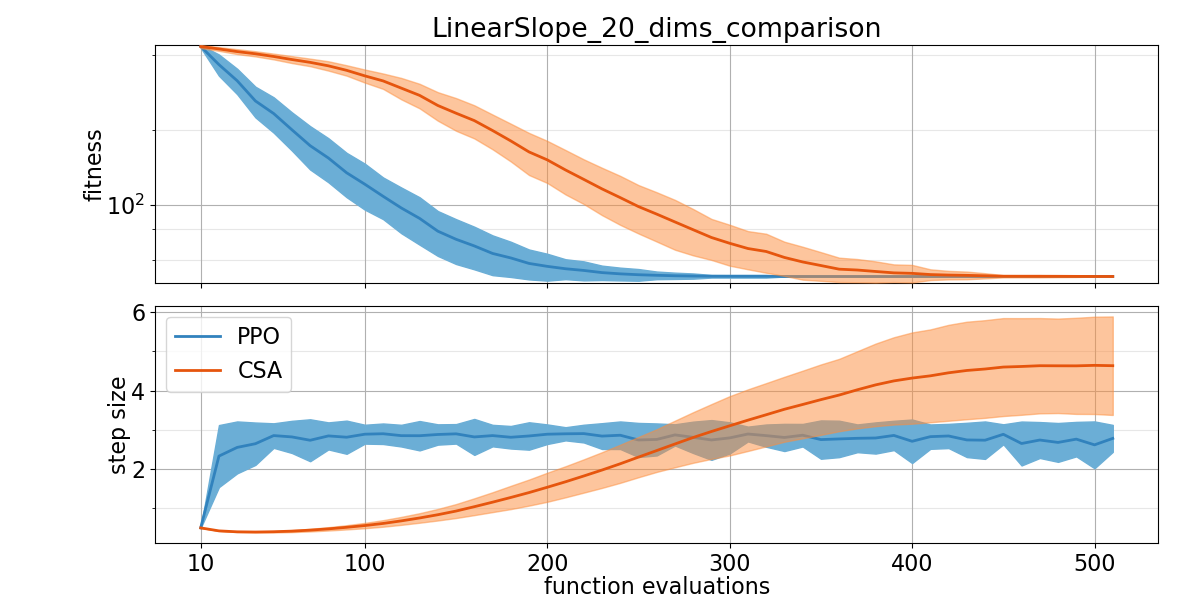 LinearSlope_20_dims_comparison
fitness
10²
step size
6
4
2
PPO
CSA
10 100 200 300 400 500
function evaluations